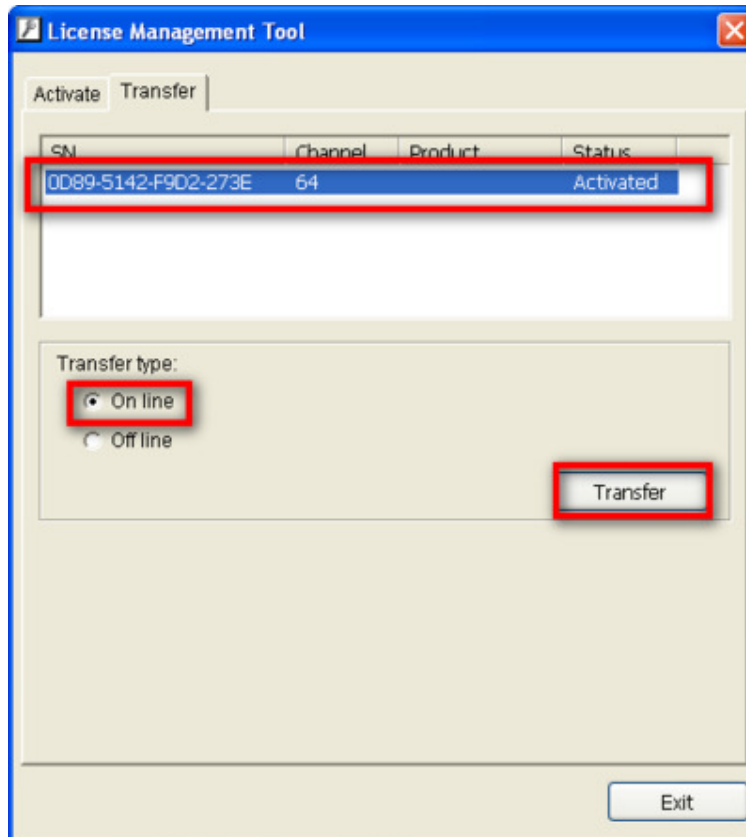 License Management Tool
Activate Transfer
SN Channel Product Status
0D89-5142-F9D2-273E 64 Activated
Transfer type:
On line
Off line
Transfer
Exit